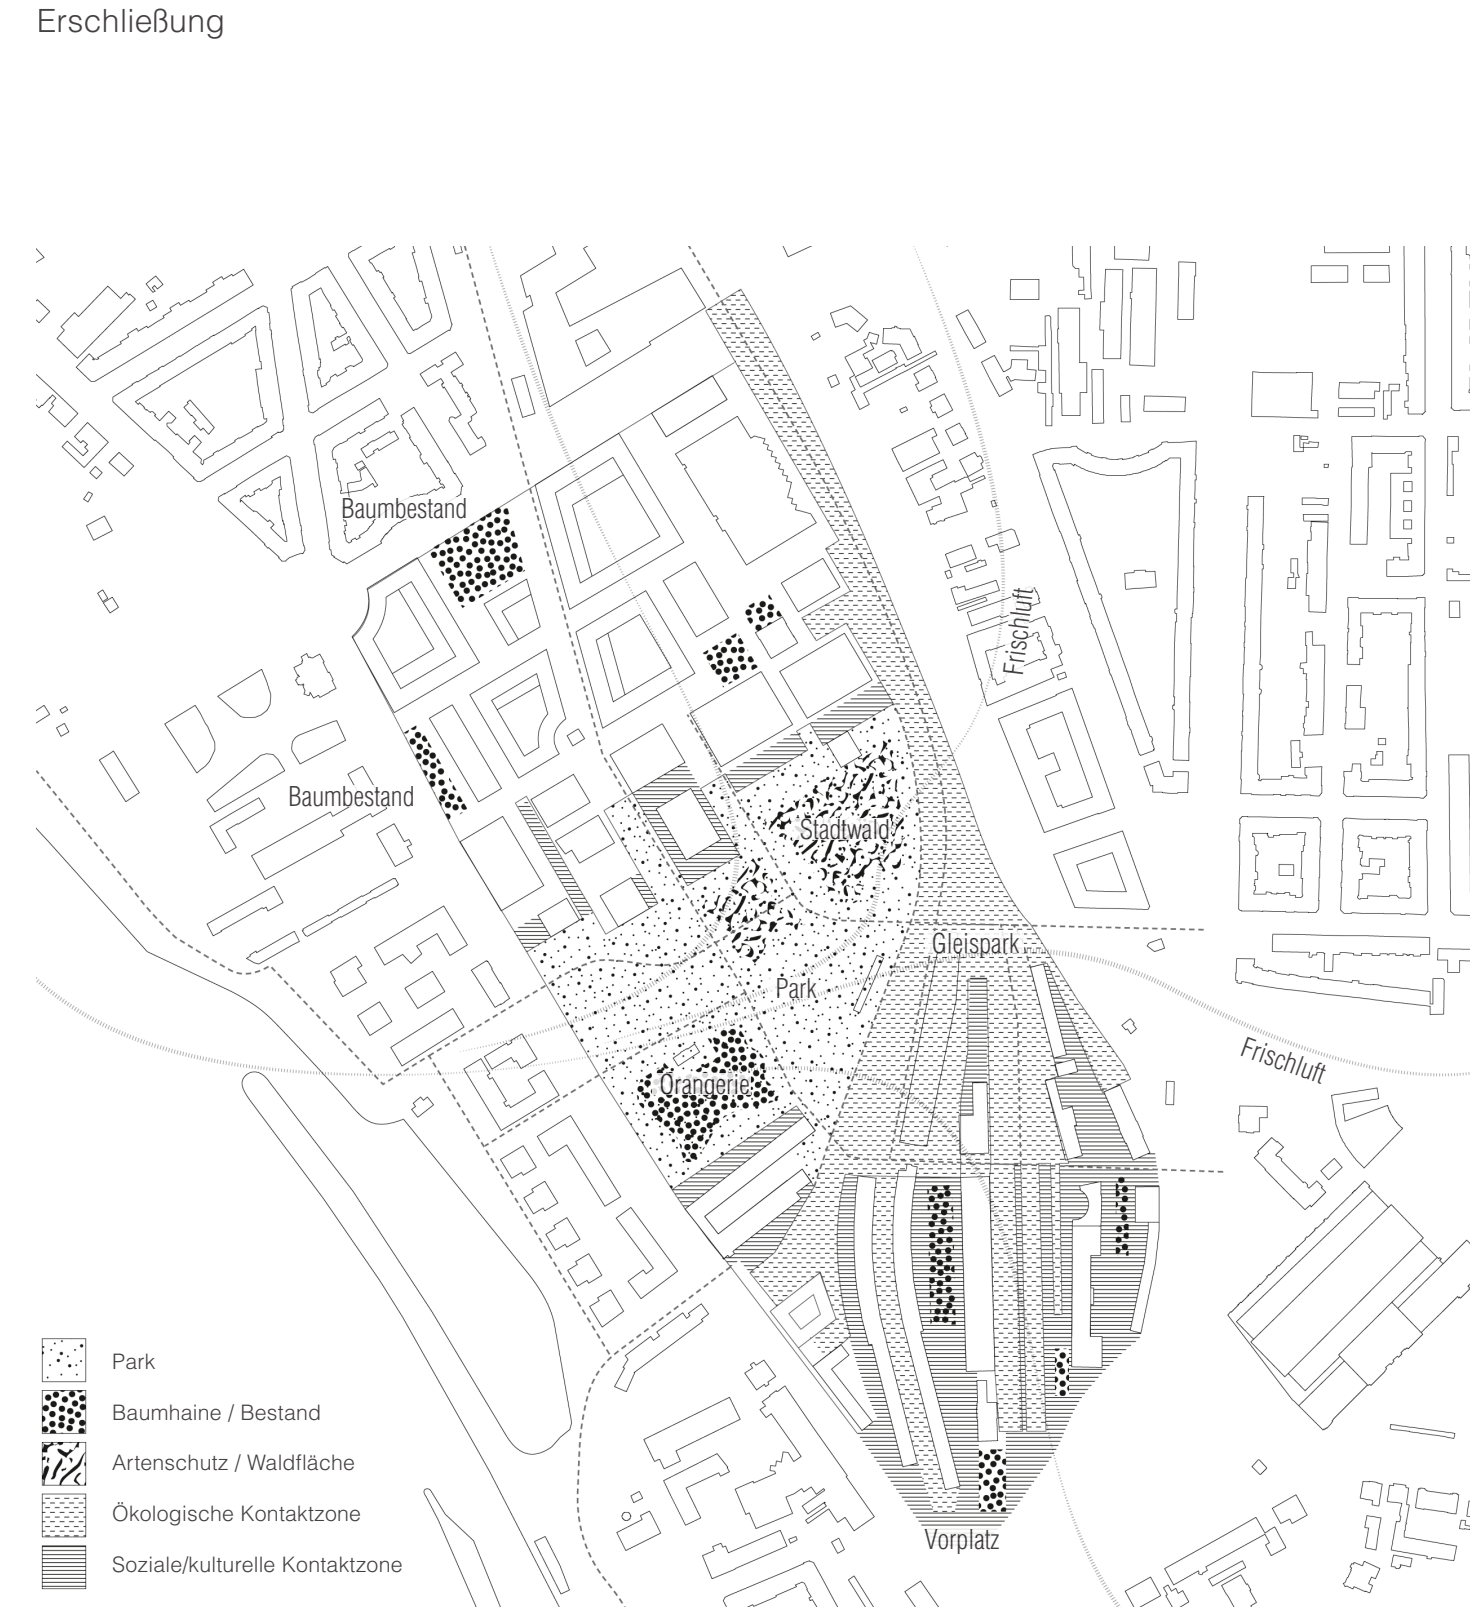 Erschließung
Baumbestand
Frischluft
Baumbestand
Stadtwald
Gleispark
Park
Frischluft
Orangerie
Vorplatz
Park
Baumhaine / Bestand
Artenschutz / Waldfläche
Ökologische Kontaktzone
Soziale/kulturelle Kontaktzone